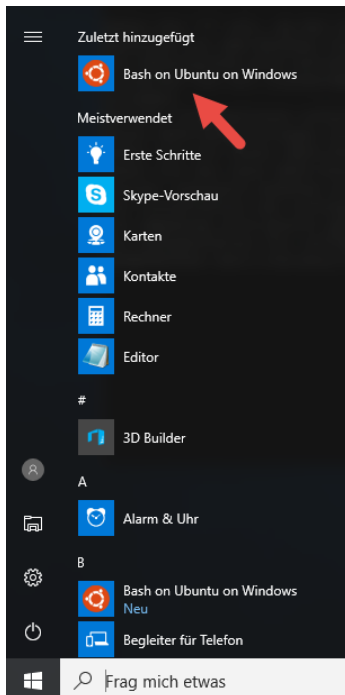 Zuletzt hinzugefügt
Bash on Ubuntu on Windows
Meistverwendet
Erste Schritte
Skype-Vorschau
Karten
Kontakte
Rechner
Editor
#
3D Builder
A
Alarm & Uhr
B
Bash on Ubuntu on Windows
Neu
Begleiter für Telefon
Frag mich etwas